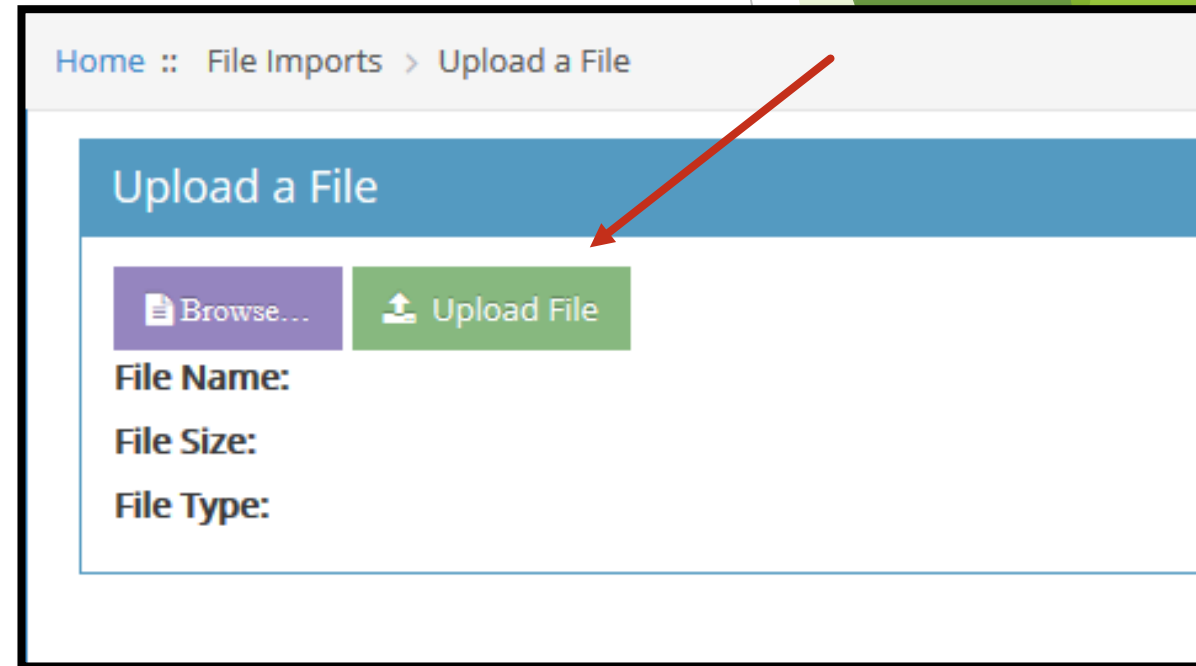 Home :: File Imports > Upload a File
Upload a File
Browse... Upload File
File Name:
File Size:
File Type: